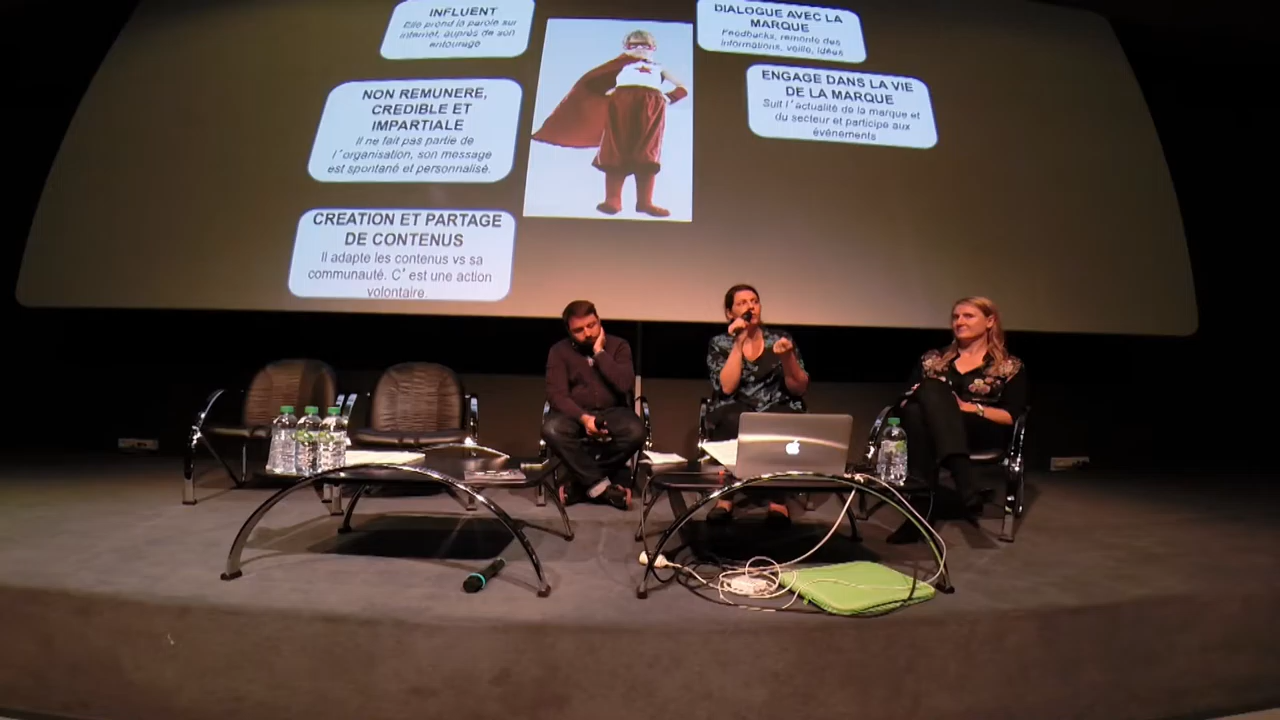 INFLUENT
Elle prend la parole sur
internet, auprès de son
entourage
NON REMUNERE,
CREDIBLE ET
IMPARTIALE
Il ne fait pas partie de
l'organisation, son message
est spontané et personnalisé.
CREATION ET PARTAGE
DE CONTENUS
Il adapte les contenus vs sa
communauté. C'est une action
volontaire.
DIALOGUE AVEC LA
MARQUE
Feedbacks, remonte des
informations, veille, idées
ENGAGE DANS LA VIE
DE LA MARQUE
Suit l'actualité de la marque et
du secteur et participe aux
événements